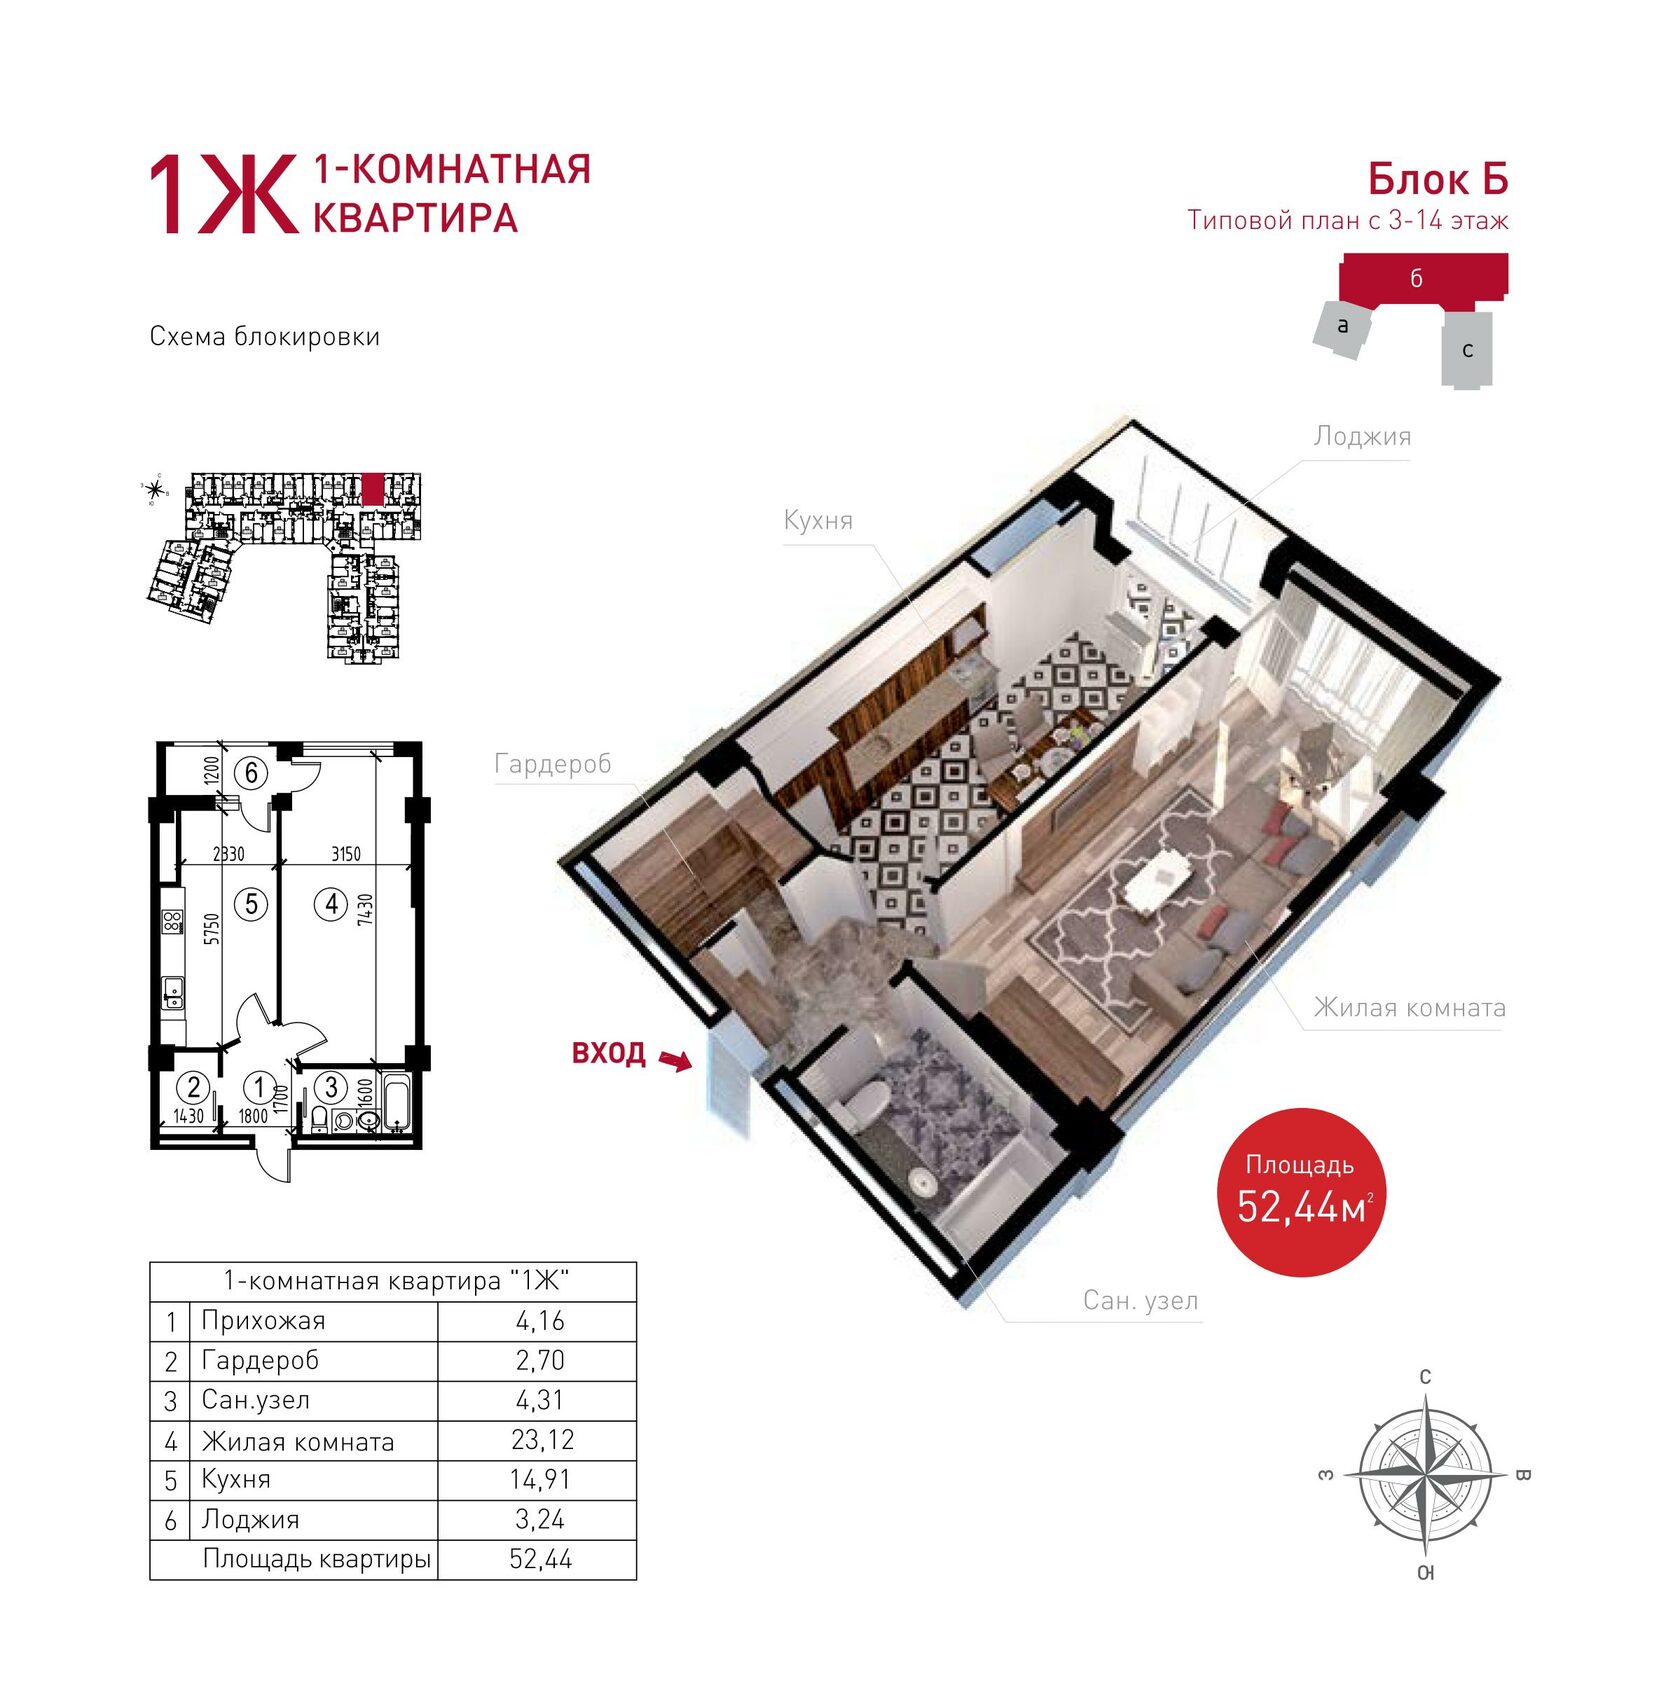 1Ж
1-КОМНАТНАЯ
КВАРТИРА
Блок Б
Типовой план с 3-14 этаж
б
а
с
Схема блокировки
Лоджия
Кухня
Гардероб
ВХОД
Жилая комната
Сан. узел
Площадь
52,44м²
1200
6
2330
3150
5
4
5750
7430
2
1
3
1430
1800
1700
1600
1-комнатная квартира "1Ж"
1 Прихожая 4,16
2 Гардероб 2,70
3 Сан.узел 4,31
4 Жилая комната 23,12
5 Кухня 14,91
6 Лоджия 3,24
Площадь квартиры 52,44
С
З
В
Ю